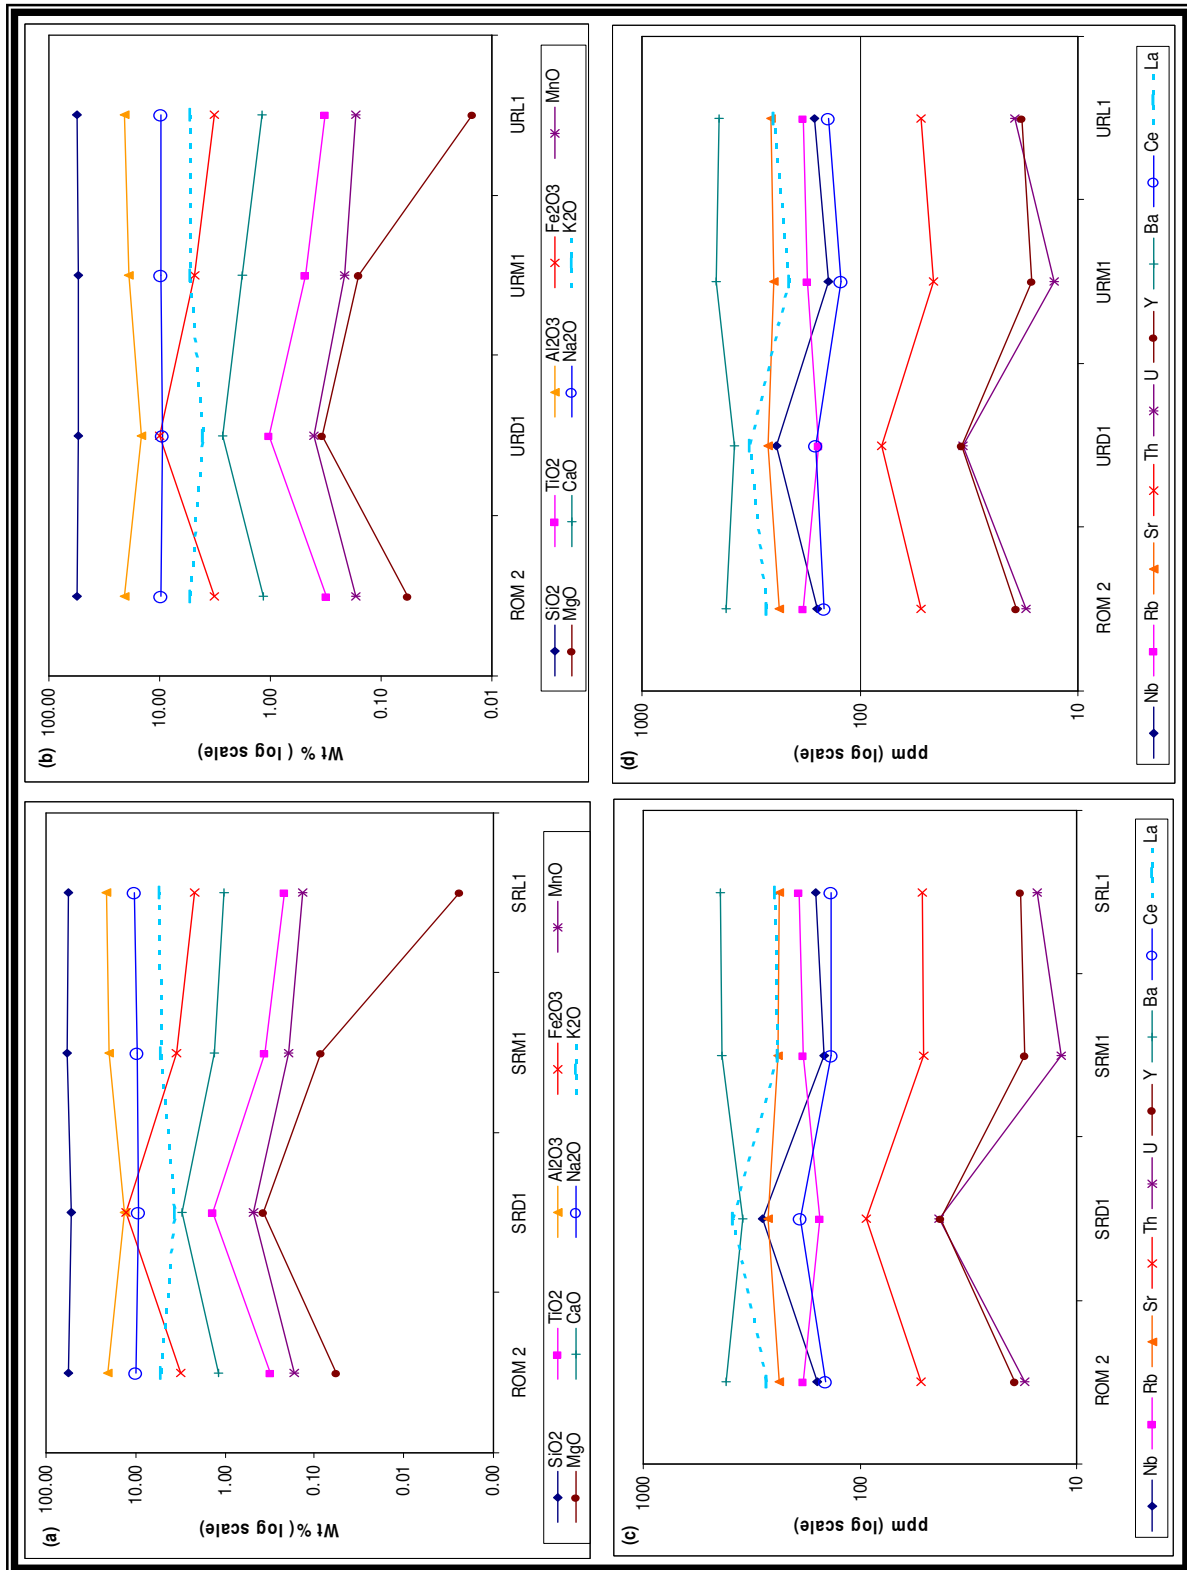 (a)
Wt % ( log scale)
100.00
10.00
1.00
0.10
0.01
0.00
ROM 2 SRD1 SRM1 SRL1
SiO2 TiO2 Al2O3 Fe2O3 MnO
MgO CaO Na2O K2O
(b)
Wt % ( log scale)
100.00
10.00
1.00
0.10
0.01
ROM 2 URD1 URM1 URL1
SiO2 TiO2 Al2O3 Fe2O3 MnO
MgO CaO Na2O K2O
(c)
ppm (log scale)
1000
100
10
ROM 2 SRD1 SRM1 SRL1
Nb Rb Sr Th U Y Ba Ce La
(d)
ppm (log scale)
1000
100
10
ROM 2 URD1 URM1 URL1
Nb Rb Sr Th U Y Ba Ce La